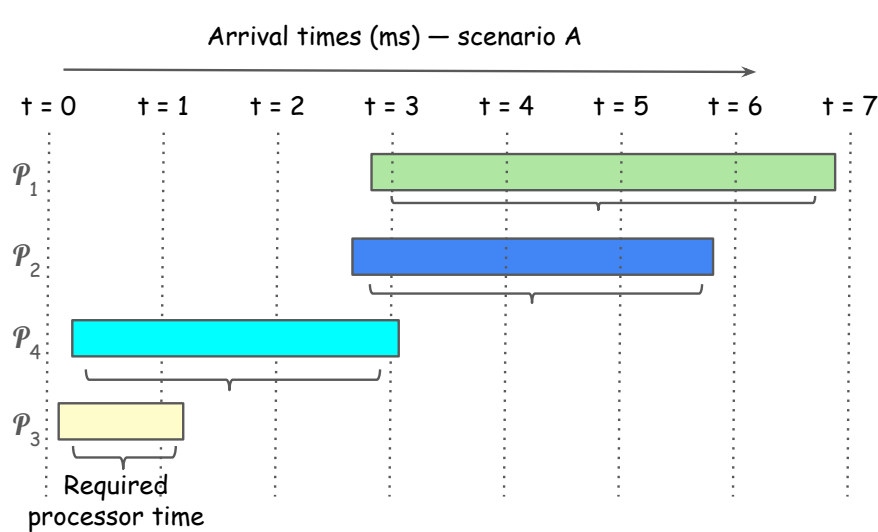 Arrival times (ms) — scenario A
t = 0 t = 1 t = 2 t = 3 t = 4 t = 5 t = 6 t = 7
𝒫1
𝒫2
𝒫4
𝒫3
Required
processor time